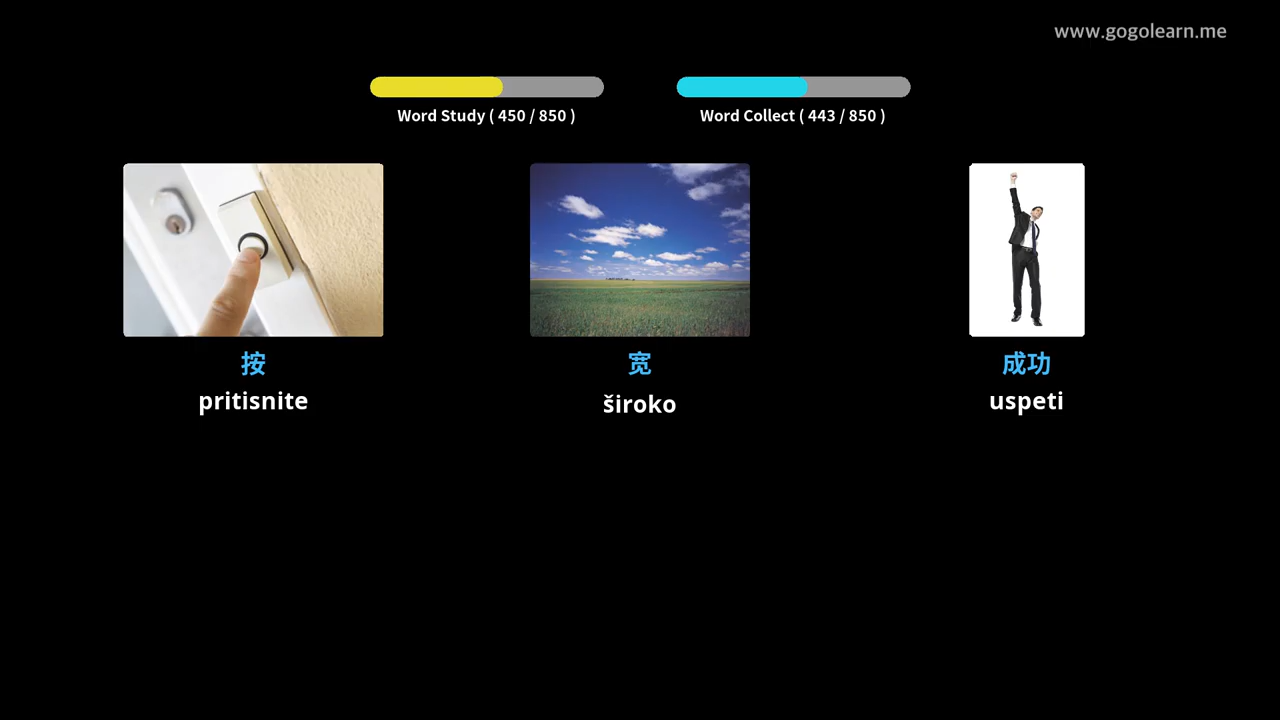 www.gogolearn.me
Word Study ( 450 / 850 )
Word Collect ( 443 / 850 )
按
pritisnite
宽
široko
成功
uspeti